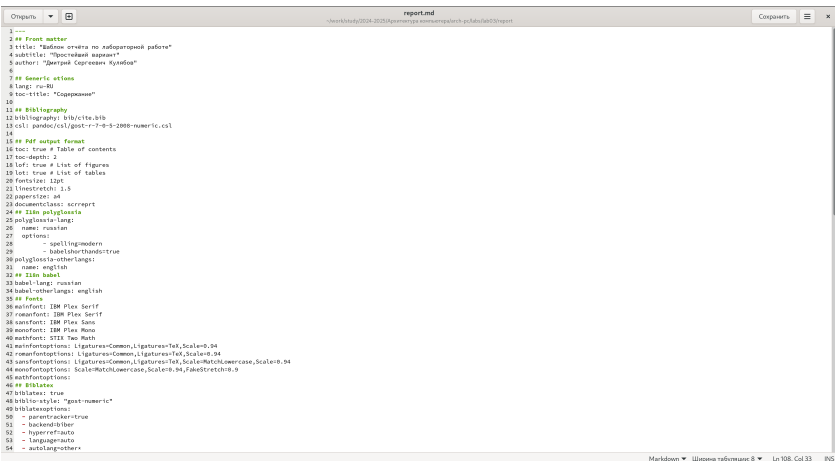 Открыть
report.md
~/work/study/2024-2025/Архитектура компьютера/arch-pc/labs/lab03/report
Сохранить
1 ---
2 ## Front matter
3 title: "Шаблон отчёта по лабораторной работе"
4 subtitle: "Простейший вариант"
5 author: "Дмитрий Сергеевич Кулябов"
6
7 ## Generic otions
8 lang: ru-RU
9 toc-title: "Содержание"
10
11 ## Bibliography
12 bibliography: bib/cite.bib
13 csl: pandoc/csl/gost-r-7-0-5-2008-numeric.csl
14
15 ## Pdf output format
16 toc: true # Table of contents
17 toc-depth: 2
18 lof: true # List of figures
19 lot: true # List of tables
20 fontsize: 12pt
21 linestretch: 1.5
22 papersize: a4
23 documentclass: scrreprt
24 ## I18n polyglossia
25 polyglossia-lang:
26   name: russian
27   options:
28         - spelling=modern
29         - babelshorthands=true
30 polyglossia-otherlangs:
31   name: english
32 ## I18n babel
33 babel-lang: russian
34 babel-otherlangs: english
35 ## Fonts
36 mainfont: IBM Plex Serif
37 romanfont: IBM Plex Serif
38 sansfont: IBM Plex Sans
39 monofont: IBM Plex Mono
40 mathfont: STIX Two Math
41 mainfontoptions: Ligatures=Common,Ligatures=TeX,Scale=0.94
42 romanfontoptions: Ligatures=Common,Ligatures=TeX,Scale=0.94
43 sansfontoptions: Ligatures=Common,Ligatures=TeX,Scale=MatchLowercase,Scale=0.94
44 monofontoptions: Scale=MatchLowercase,Scale=0.94,FakeStretch=0.9
45 mathfontoptions:
46 ## Biblatex
47 biblatex: true
48 biblio-style: "gost-numeric"
49 biblatexoptions:
50   - parentracker=true
51   - backend=biber
52   - hyperref=auto
53   - language=auto
54   - autolang=other*
Markdown Ширина табуляции: 8 Ln 108, Col 33 INS